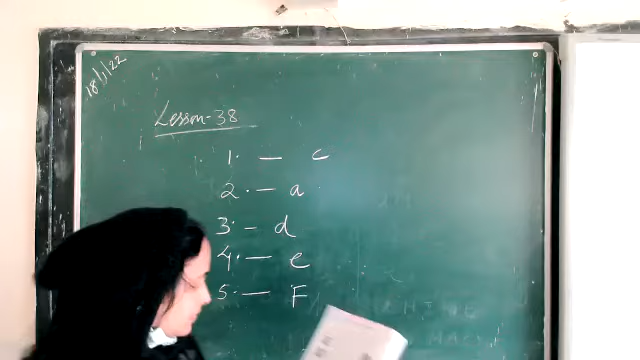 18/1/22
Lesson-38
1. — c
2. — a
3. — d
4. — e
5. — F